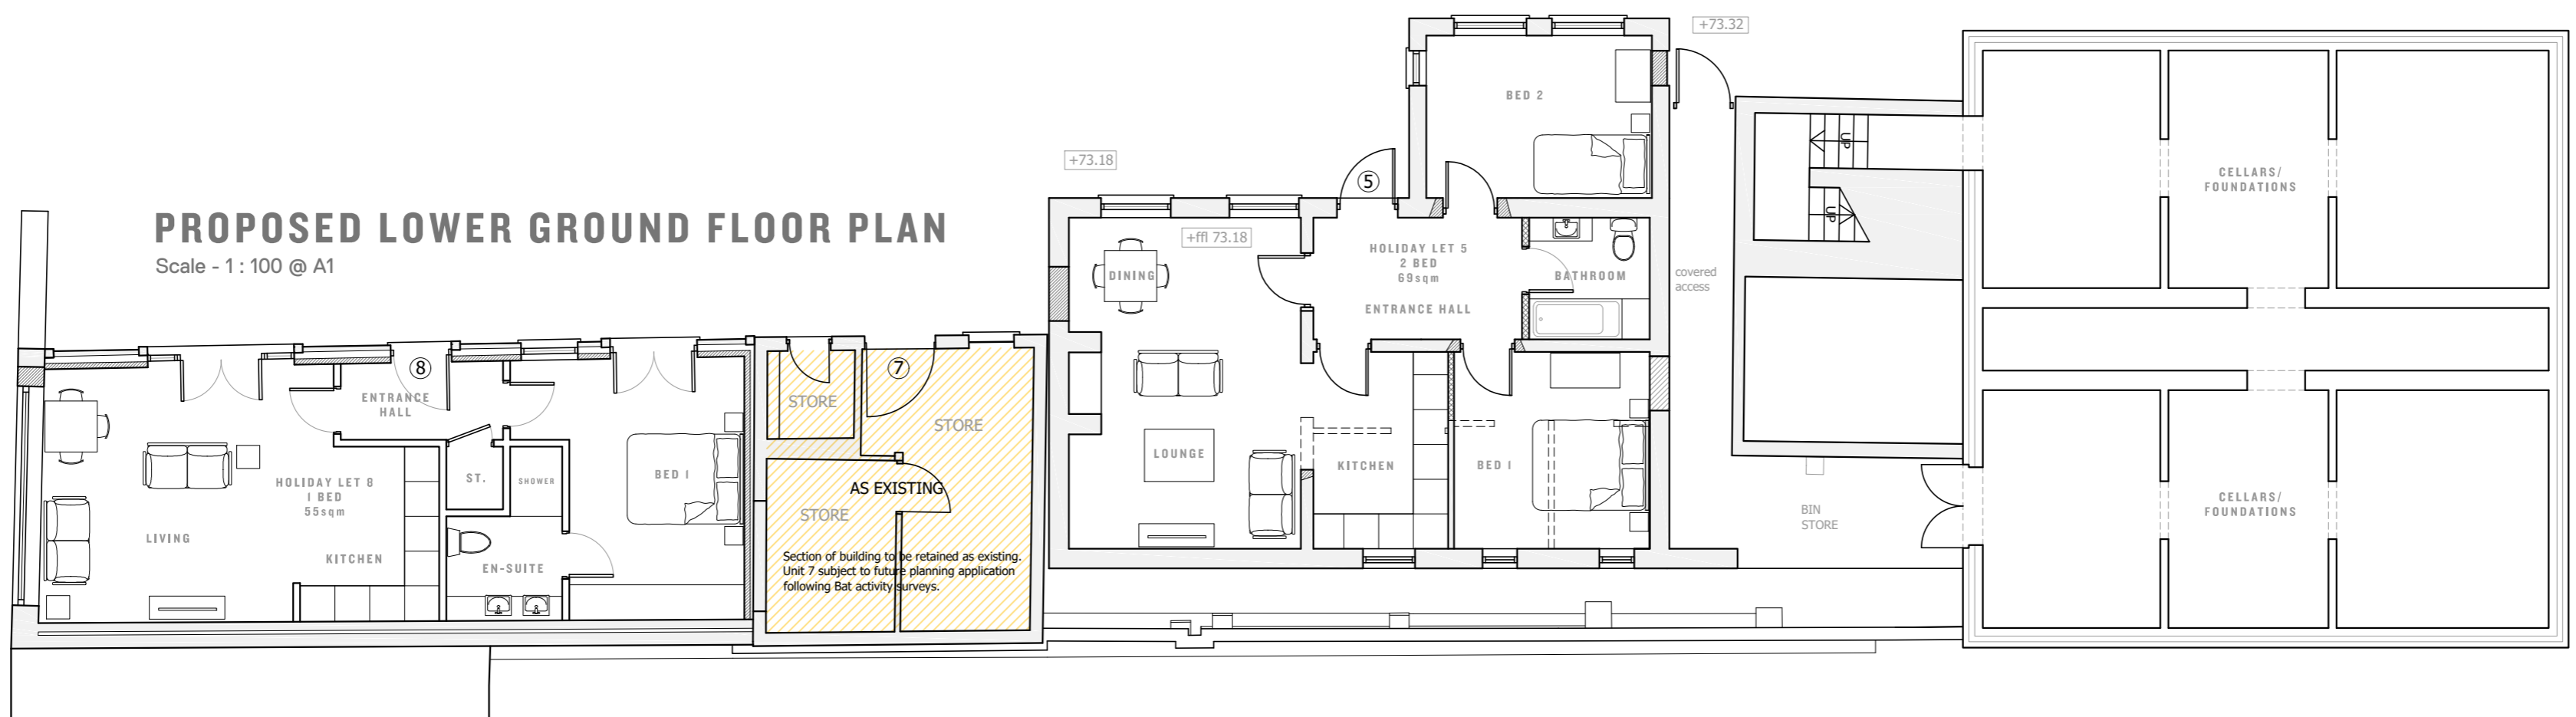 PROPOSED LOWER GROUND FLOOR PLAN
Scale - 1 : 100 @ A1
8
ENTRANCE
HALL
HOLIDAY LET 8
1 BED
55sqm
LIVING
KITCHEN
ST.
SHOWER
EN-SUITE
BED 1
7
STORE
STORE
AS EXISTING
STORE
Section of building to be retained as existing.
Unit 7 subject to future planning application
following Bat activity surveys.
+73.18
+ffl 73.18
DINING
LOUNGE
5
HOLIDAY LET 5
2 BED
69sqm
ENTRANCE HALL
KITCHEN
BED 2
BATHROOM
BED 1
+73.32
covered
access
UP
UP
BIN
STORE
CELLARS/
FOUNDATIONS
CELLARS/
FOUNDATIONS